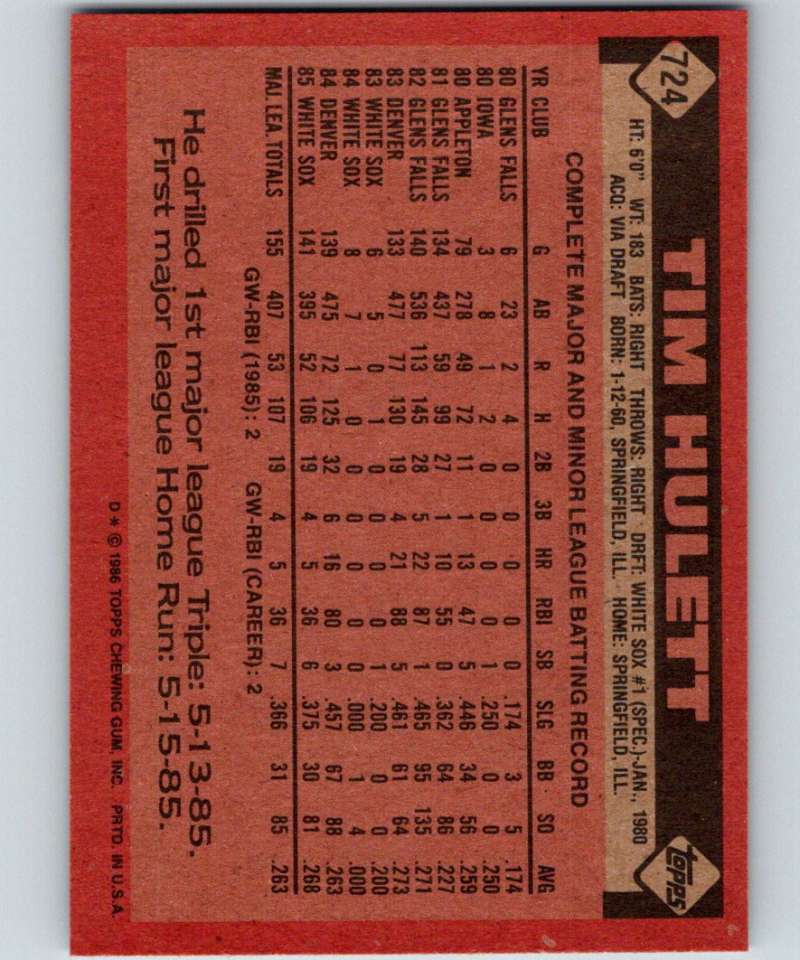 724
TIM HULETT
topps
HT: 6'0" WT: 183 BATS: RIGHT THROWS: RIGHT DRFT: WHITE SOX #1 (SPEC.)-JAN., 1980
ACQ: VIA DRAFT BORN: 1-12-60, SPRINGFIELD, ILL. HOME: SPRINGFIELD, ILL.
COMPLETE MAJOR AND MINOR LEAGUE BATTING RECORD
YR CLUB G AB R H 2B 3B HR RBI SB SLG BB SO AVG
80 GLENS FALLS 6 23 2 4 0 0 0 0 0 .174 3 5 .174
80 IOWA 3 8 1 2 0 0 0 0 1 .250 0 0 .250
80 APPLETON 79 278 49 72 11 1 13 47 5 .446 34 56 .259
81 GLENS FALLS 134 437 59 99 27 1 10 55 0 .362 64 86 .227
82 GLENS FALLS 140 536 113 145 28 5 22 87 1 .465 95 135 .271
83 DENVER 133 477 77 130 19 4 21 88 5 .461 61 64 .273
83 WHITE SOX 6 5 0 1 0 0 0 0 1 .200 0 0 .200
84 WHITE SOX 8 7 1 0 0 0 0 0 0 .000 1 4 .000
84 DENVER 139 475 72 125 32 6 16 80 3 .457 67 88 .263
85 WHITE SOX 141 395 52 106 19 4 5 36 6 .375 30 81 .268
MAJ. LEA. TOTALS 155 407 53 107 19 4 5 36 7 .366 31 85 .263
GW-RBI (1985): 2 GW-RBI (CAREER): 2
He drilled 1st major league Triple: 5-13-85.
First major league Home Run: 5-15-85.
D * © 1986 TOPPS CHEWING GUM, INC. PRTD. IN U.S.A.